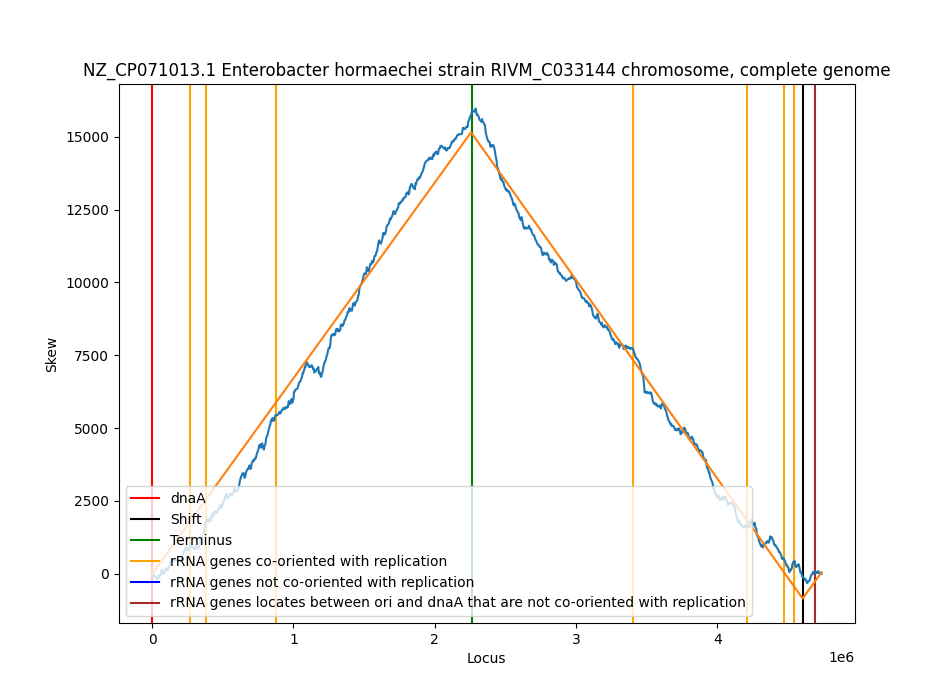 NZ_CP071013.1 Enterobacter hormaechei strain RIVM_C033144 chromosome, complete genome
15000
12500
10000
7500
5000
2500
0
Skew
dnaA
Shift
Terminus
rRNA genes co-oriented with replication
rRNA genes not co-oriented with replication
rRNA genes locates between ori and dnaA that are not co-oriented with replication
0 1 2 3 4
1e6
Locus